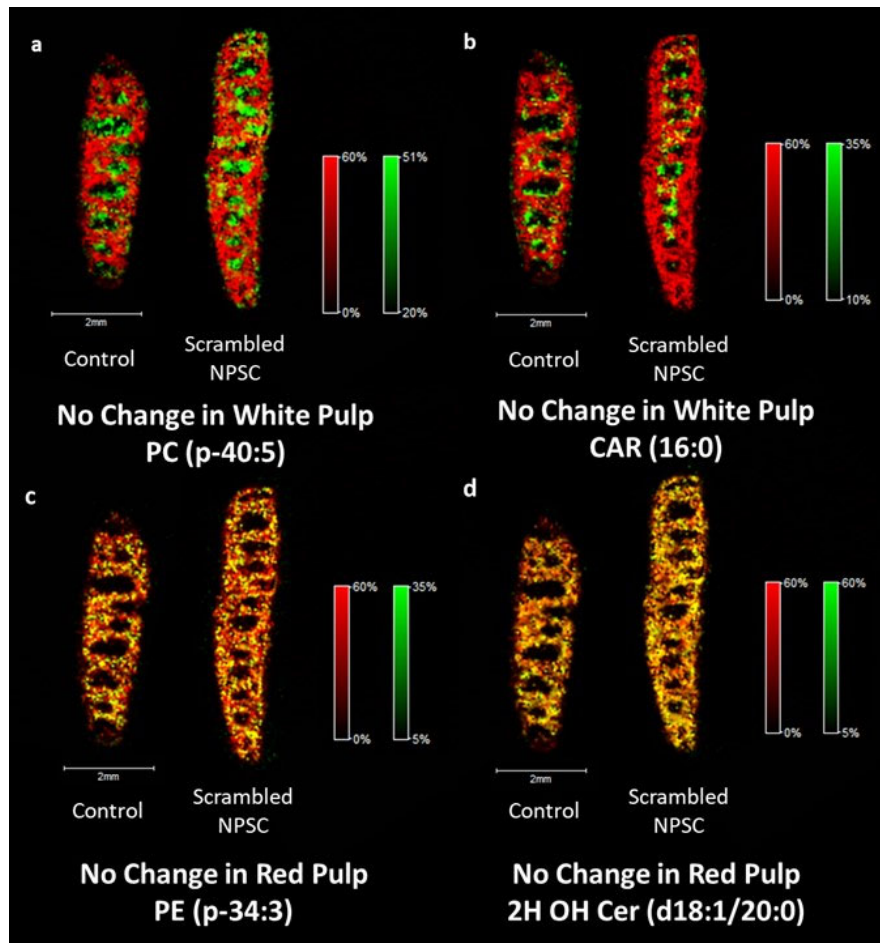 a
60%
51%
0%
20%
2mm
Control
Scrambled
NPSC
No Change in White Pulp
PC (p-40:5)
b
60%
35%
0%
10%
Scrambled
NPSC
No Change in White Pulp
CAR (16:0)
c
60%
35%
0%
5%
2mm
Control
Scrambled
NPSC
No Change in Red Pulp
PE (p-34:3)
d
60%
60%
0%
5%
2mm
Control
Scrambled
NPSC
No Change in Red Pulp
2H OH Cer (d18:1/20:0)